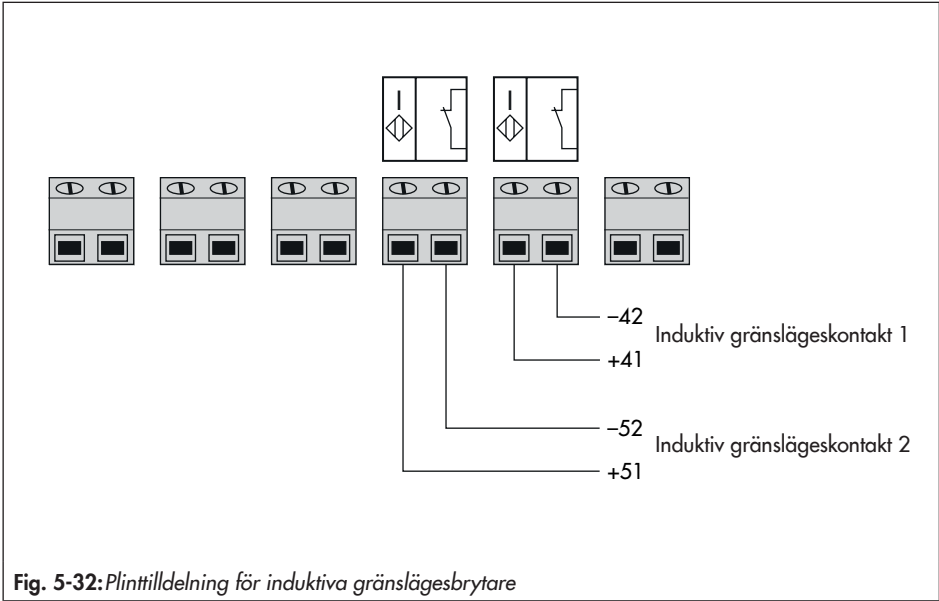 −42
Induktiv gränslägeskontakt 1
+41
−52
Induktiv gränslägeskontakt 2
+51
Fig. 5-32: Plinttilldelning för induktiva gränslägesbrytare